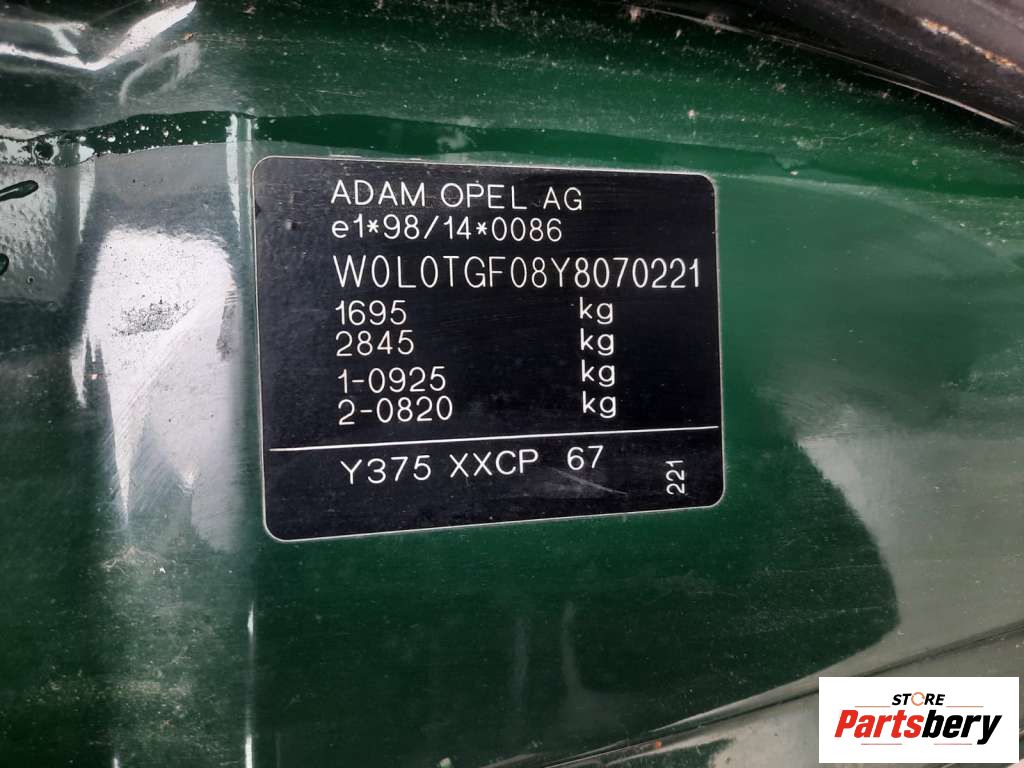 ADAM OPEL AG
e1*98/14*0086
W0L0TGF08Y8070221
1695 kg
2845 kg
1-0925 kg
2-0820 kg
Y375 XXCP 67
221
STORE
Partsbery